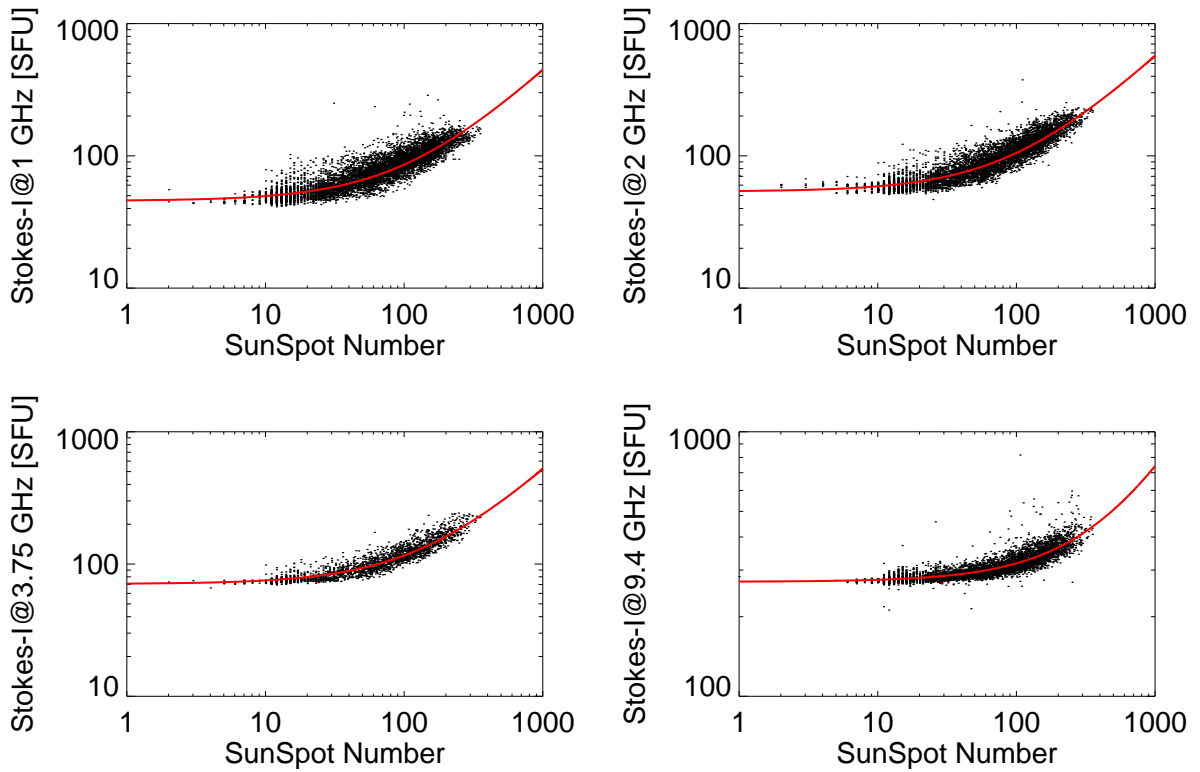 Stokes-I@1 GHz [SFU]
1000
100
10
1 10 100 1000
SunSpot Number
Stokes-I@2 GHz [SFU]
1000
100
10
1 10 100 1000
SunSpot Number
Stokes-I@3.75 GHz [SFU]
1000
100
10
1 10 100 1000
SunSpot Number
Stokes-I@9.4 GHz [SFU]
1000
100
1 10 100 1000
SunSpot Number